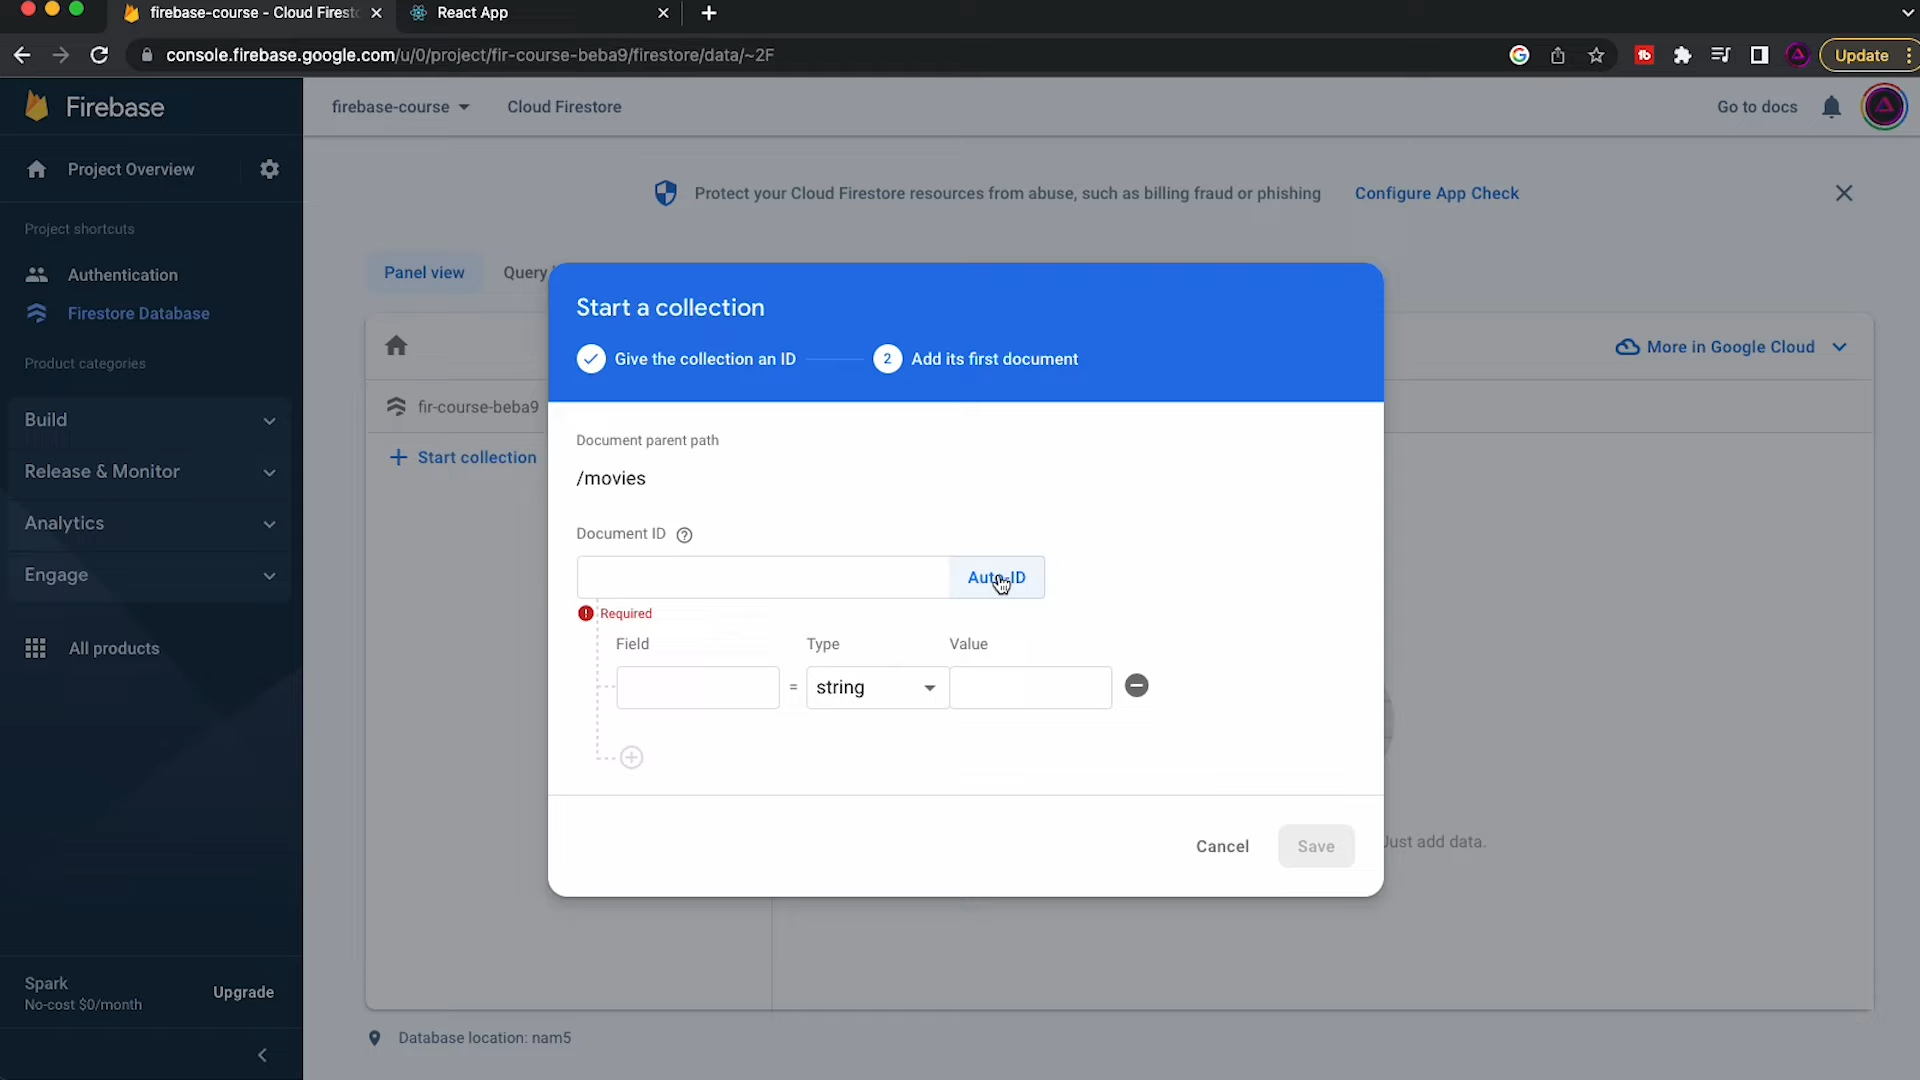 firebase-course - Cloud Firest
React App
console.firebase.google.com/u/0/project/fir-course-beba9/firestore/data/~2F
Update
Firebase
firebase-course
Cloud Firestore
Go to docs
Project Overview
Protect your Cloud Firestore resources from abuse, such as billing fraud or phishing
Configure App Check
Project shortcuts
Authentication
Firestore Database
Product categories
Build
Release & Monitor
Analytics
Engage
All products
Spark
No-cost $0/month
Upgrade
Panel view
Query
More in Google Cloud
fir-course-beba9
Start collection
Start a collection
Give the collection an ID
2 Add its first document
Document parent path
/movies
Document ID
Auto-ID
Required
Field
Type
Value
=
string
Cancel
Save
Just add data.
Database location: nam5